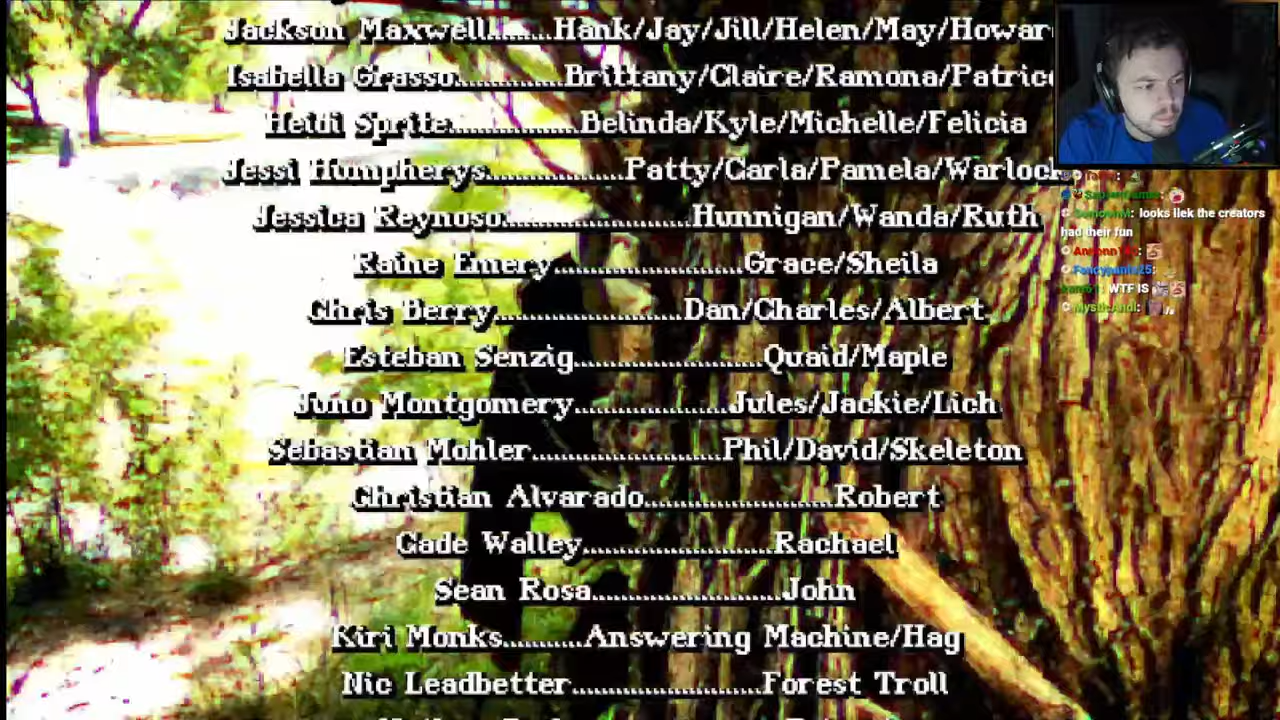 Jackson Maxwell........Hank/Jay/Jill/Helen/May/Howar
Isabella Grasso..............Brittany/Claire/Ramona/Patric
Heidi Sprite.................Belinda/Kyle/Michelle/Felicia
Jessi Humpherys..................Patty/Carla/Pamela/Warlock
Jessica Reynoso........................Hunnigan/Wanda/Ruth
Raine Emery........................Grace/Sheila
Chris Berry........................Dan/Charles/Albert
Esteban Senzig........................Quaid/Maple
Juno Montgomery...................Jules/Jackie/Lich
Sebastian Mohler........................Phil/David/Skeleton
Christian Alvarado........................Robert
Gade Walley........................Rachael
Sean Rosa........................John
Kiri Monks..........Answering Machine/Hag
Nic Leadbetter........................Forest Troll
looks liek the creators
had their fun
WTF IS
MysticAndi: